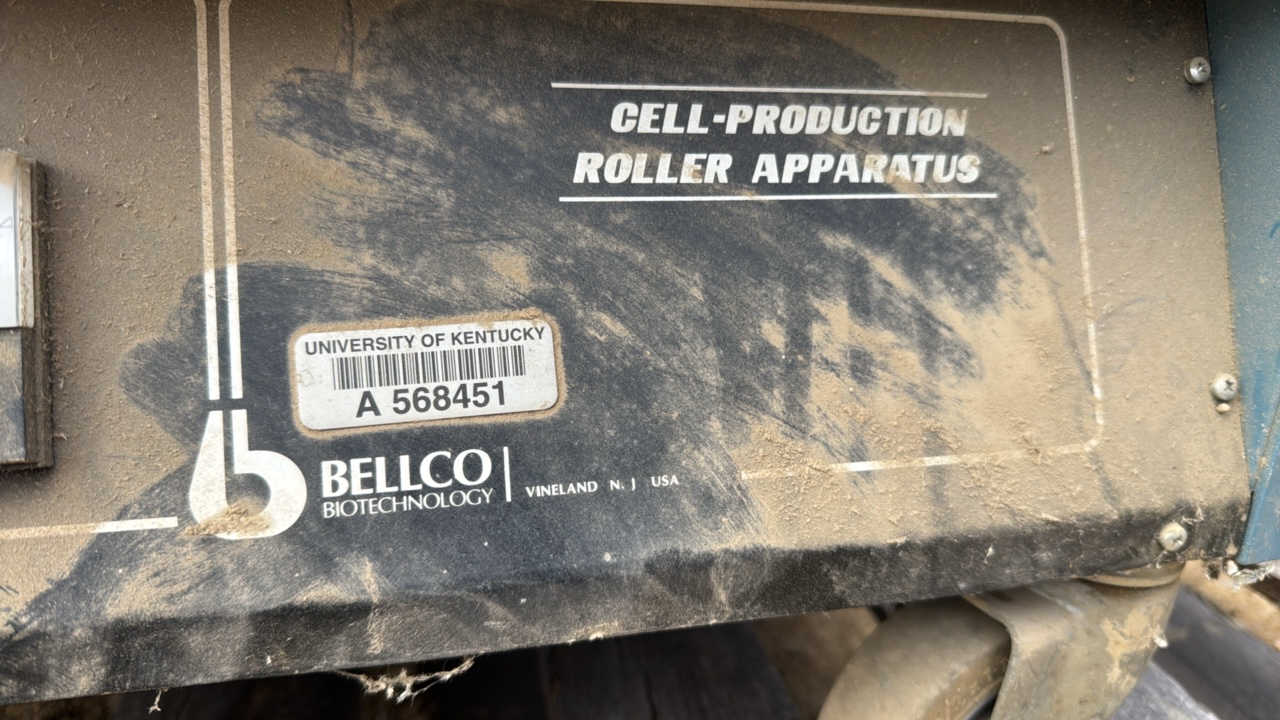 CELL-PRODUCTION
ROLLER APPARATUS
UNIVERSITY OF KENTUCKY
A 568451
BELLCO
BIOTECHNOLOGY
VINELAND N. J USA